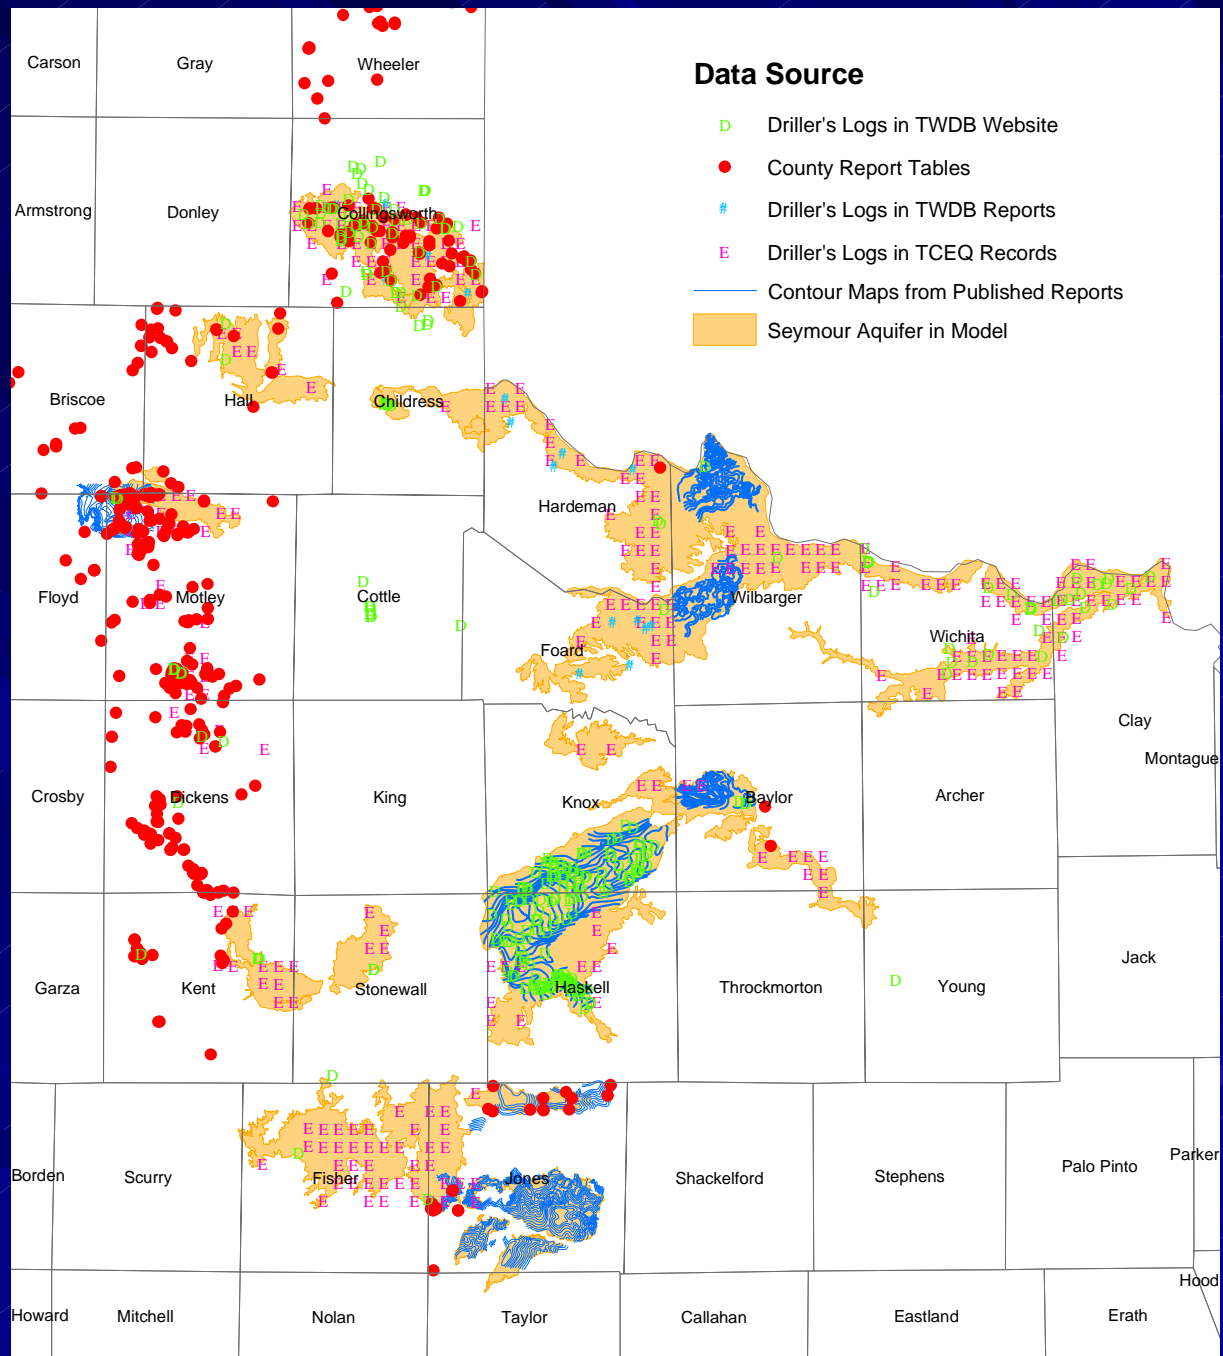 Carson
Gray
Wheeler
Data Source
D Driller's Logs in TWDB Website
County Report Tables
# Driller's Logs in TWDB Reports
E Driller's Logs in TCEQ Records
Contour Maps from Published Reports
Seymour Aquifer in Model
Armstrong
Donley
Collingsworth
Briscoe
Hall
Childress
Hardeman
Floyd
Motley
Cottle
Foard
Wilbarger
Wichita
Clay
Montague
Crosby
Dickens
King
Knox
Baylor
Archer
Garza
Kent
Stonewall
Haskell
Throckmorton
Young
Jack
Borden
Scurry
Fisher
Jones
Shackelford
Stephens
Palo Pinto
Parker
Hood
Howard
Mitchell
Nolan
Taylor
Callahan
Eastland
Erath